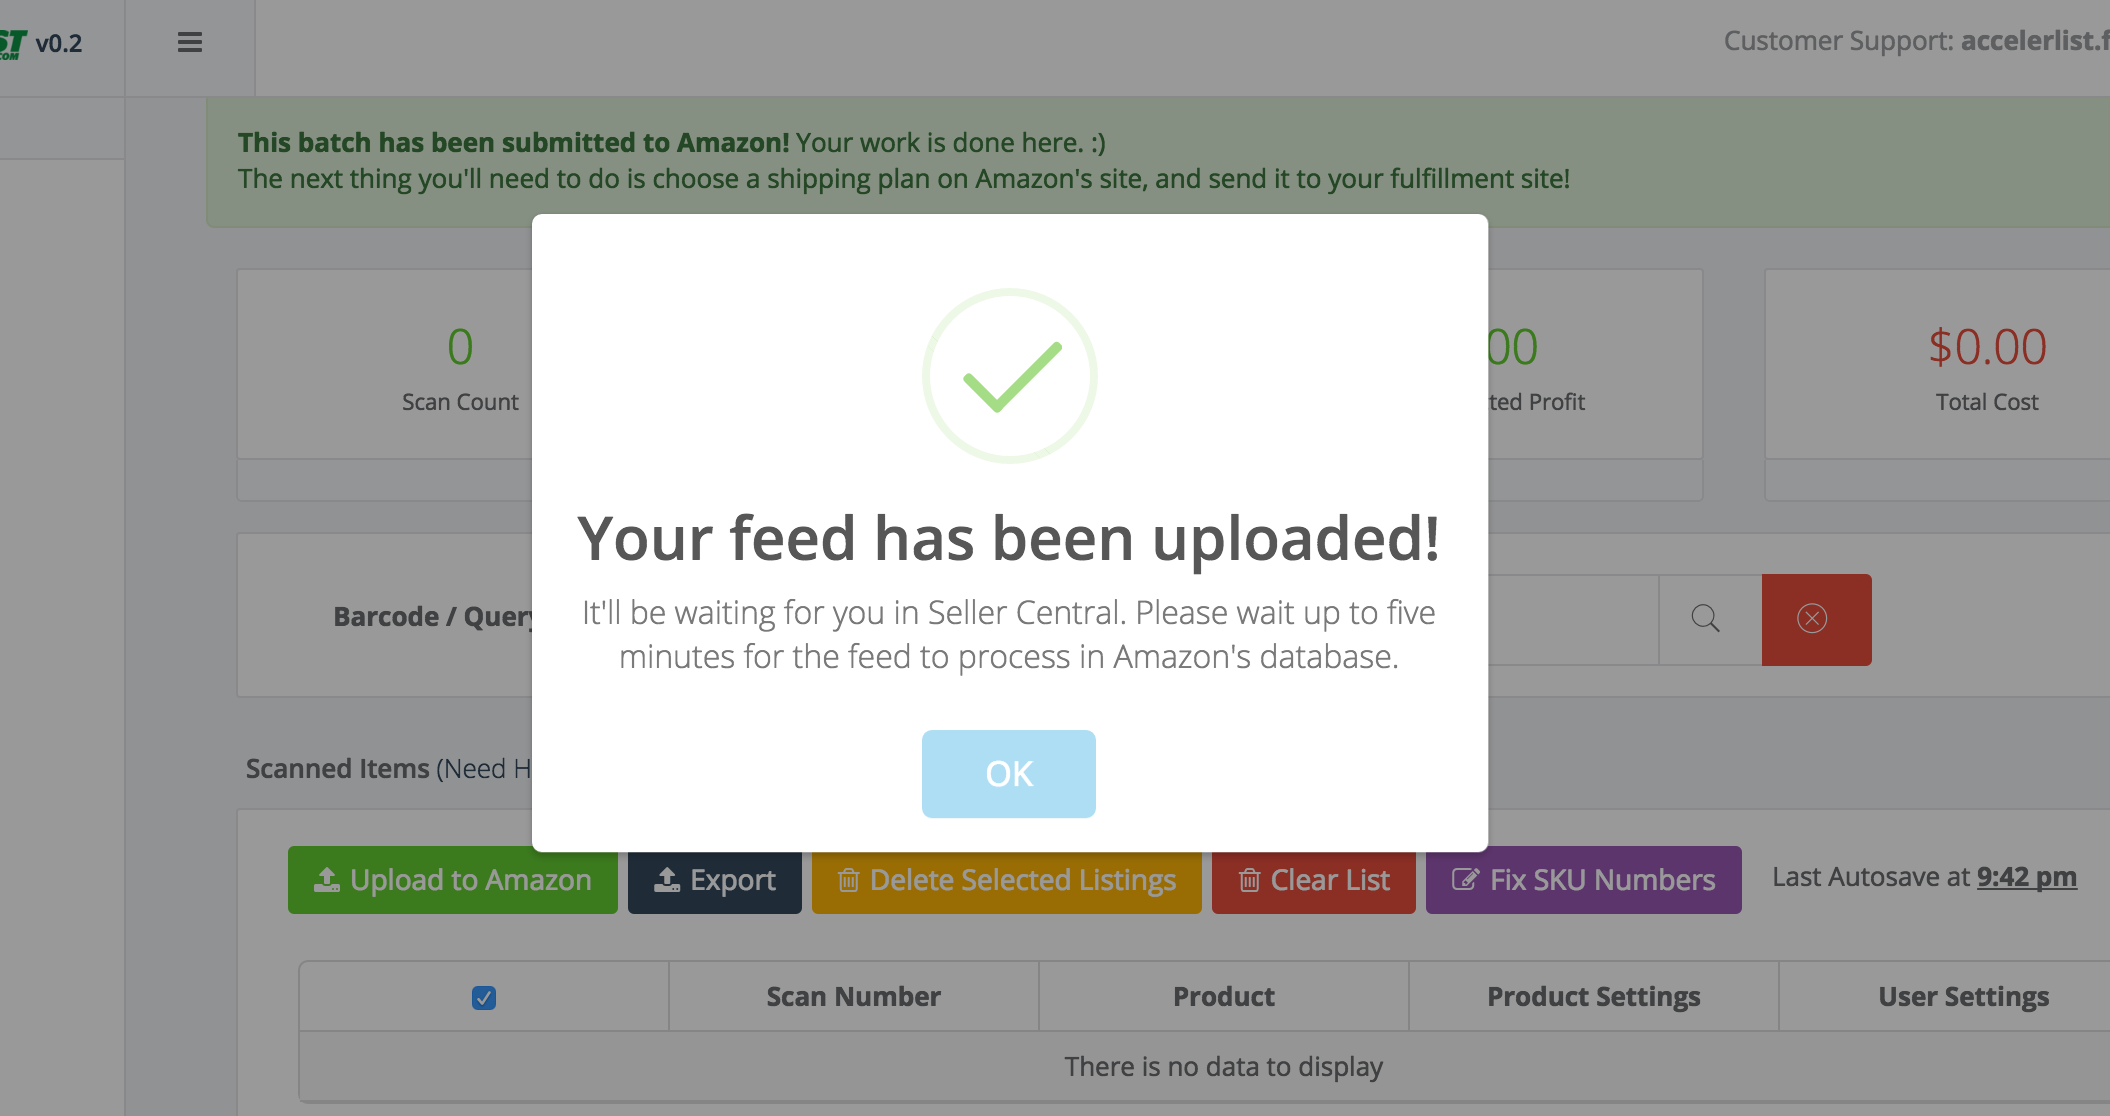 ST v0.2
.COM
Customer Support: accelerlist.f
This batch has been submitted to Amazon! Your work is done here. :)
The next thing you'll need to do is choose a shipping plan on Amazon's site, and send it to your fulfillment site!
0
Scan Count
00
ted Profit
$0.00
Total Cost
Your feed has been uploaded!
It'll be waiting for you in Seller Central. Please wait up to five
minutes for the feed to process in Amazon's database.
OK
Barcode / Query
Scanned Items (Need H
Upload to Amazon
Export
Delete Selected Listings
Clear List
Fix SKU Numbers
Last Autosave at 9:42 pm
Scan Number
Product
Product Settings
User Settings
There is no data to display